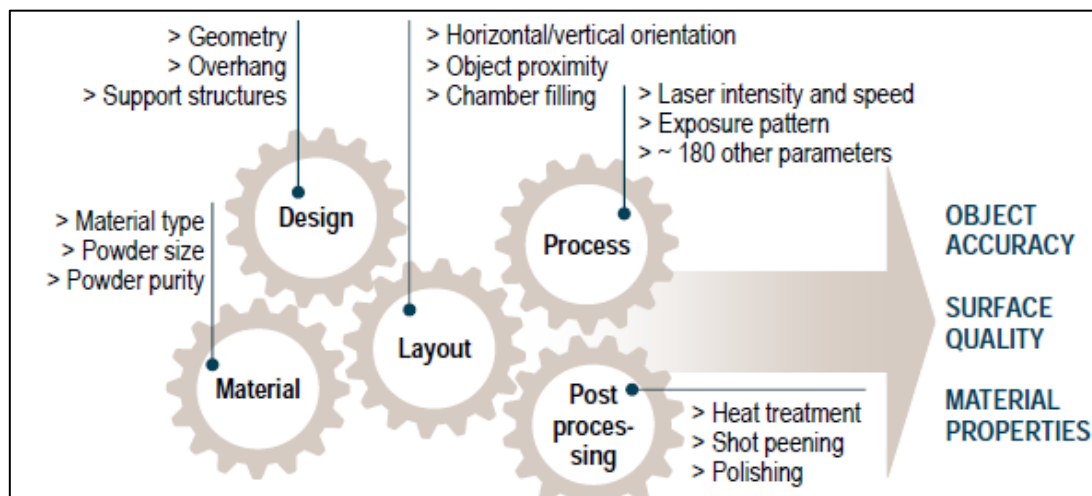 > Geometry
> Overhang
> Support structures
> Horizontal/vertical orientation
> Object proximity
> Chamber filling
> Laser intensity and speed
> Exposure pattern
> ~ 180 other parameters
> Material type
> Powder size
> Powder purity
Design
Process
Layout
Material
Post
proces-
sing
> Heat treatment
> Shot peening
> Polishing
OBJECT
ACCURACY
SURFACE
QUALITY
MATERIAL
PROPERTIES